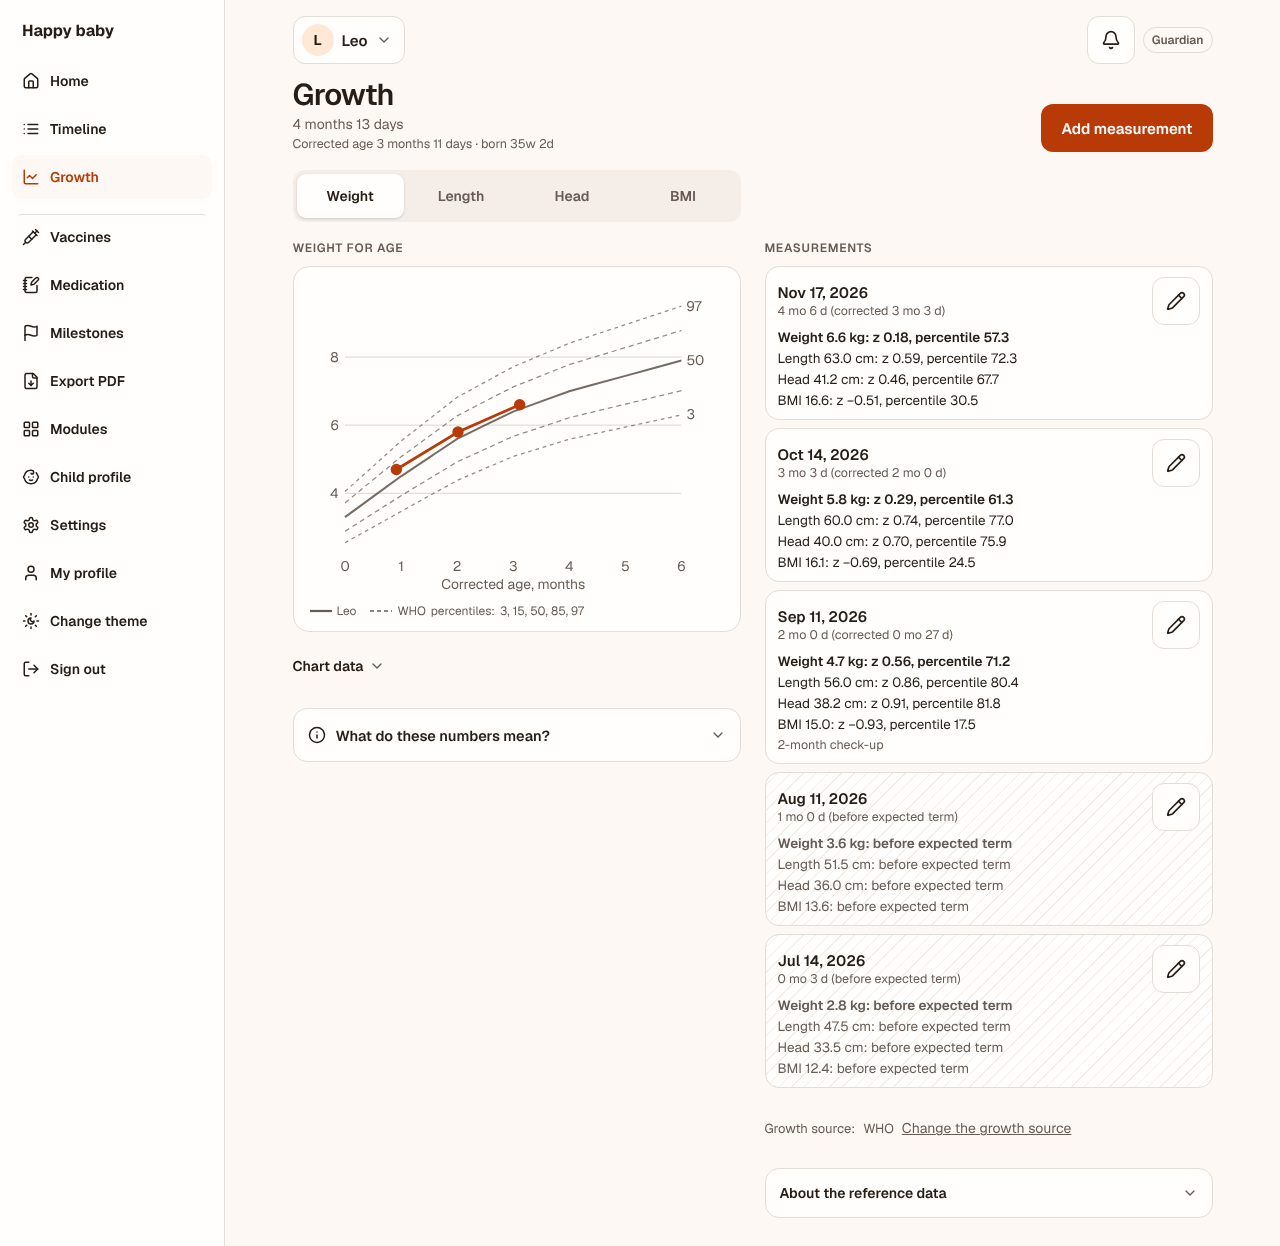 Happy baby
Home
Timeline
Growth
Vaccines
Medication
Milestones
Export PDF
Modules
Child profile
Settings
My profile
Change theme
Sign out
L Leo
Guardian
Growth
4 months 13 days
Corrected age 3 months 11 days · born 35w 2d
Add measurement
Weight Length Head BMI
WEIGHT FOR AGE
97
8
50
6
3
4
0 1 2 3 4 5 6
Corrected age, months
Leo WHO percentiles: 3, 15, 50, 85, 97
Chart data
What do these numbers mean?
MEASUREMENTS
Nov 17, 2026
4 mo 6 d (corrected 3 mo 3 d)
Weight 6.6 kg: z 0.18, percentile 57.3
Length 63.0 cm: z 0.59, percentile 72.3
Head 41.2 cm: z 0.46, percentile 67.7
BMI 16.6: z −0.51, percentile 30.5
Oct 14, 2026
3 mo 3 d (corrected 2 mo 0 d)
Weight 5.8 kg: z 0.29, percentile 61.3
Length 60.0 cm: z 0.74, percentile 77.0
Head 40.0 cm: z 0.70, percentile 75.9
BMI 16.1: z −0.69, percentile 24.5
Sep 11, 2026
2 mo 0 d (corrected 0 mo 27 d)
Weight 4.7 kg: z 0.56, percentile 71.2
Length 56.0 cm: z 0.86, percentile 80.4
Head 38.2 cm: z 0.91, percentile 81.8
BMI 15.0: z −0.93, percentile 17.5
2-month check-up
Aug 11, 2026
1 mo 0 d (before expected term)
Weight 3.6 kg: before expected term
Length 51.5 cm: before expected term
Head 36.0 cm: before expected term
BMI 13.6: before expected term
Jul 14, 2026
0 mo 3 d (before expected term)
Weight 2.8 kg: before expected term
Length 47.5 cm: before expected term
Head 33.5 cm: before expected term
BMI 12.4: before expected term
Growth source: WHO Change the growth source
About the reference data